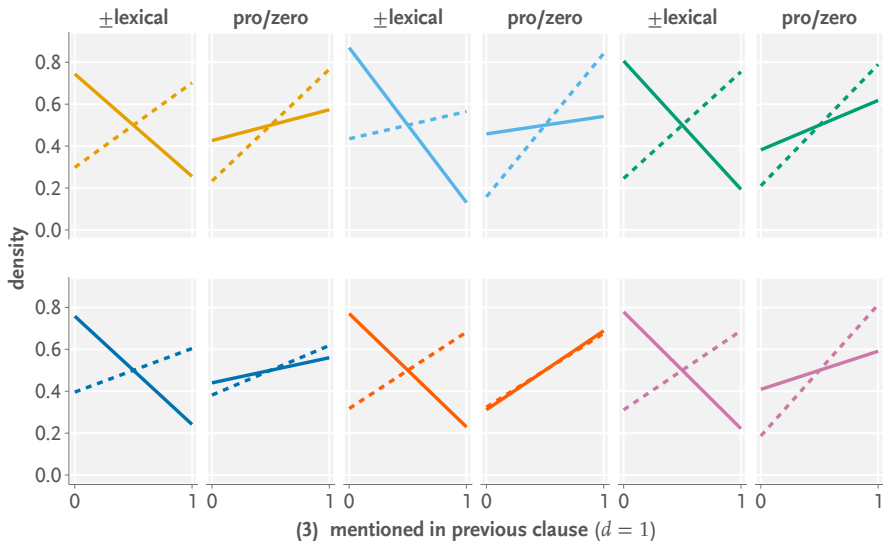 ±lexical pro/zero ±lexical pro/zero ±lexical pro/zero
0.8
0.6
0.4
0.2
0.0
density
0.8
0.6
0.4
0.2
0.0
0 1 0 1 0 1 0 1 0 1 0 1
(3) mentioned in previous clause (d = 1)